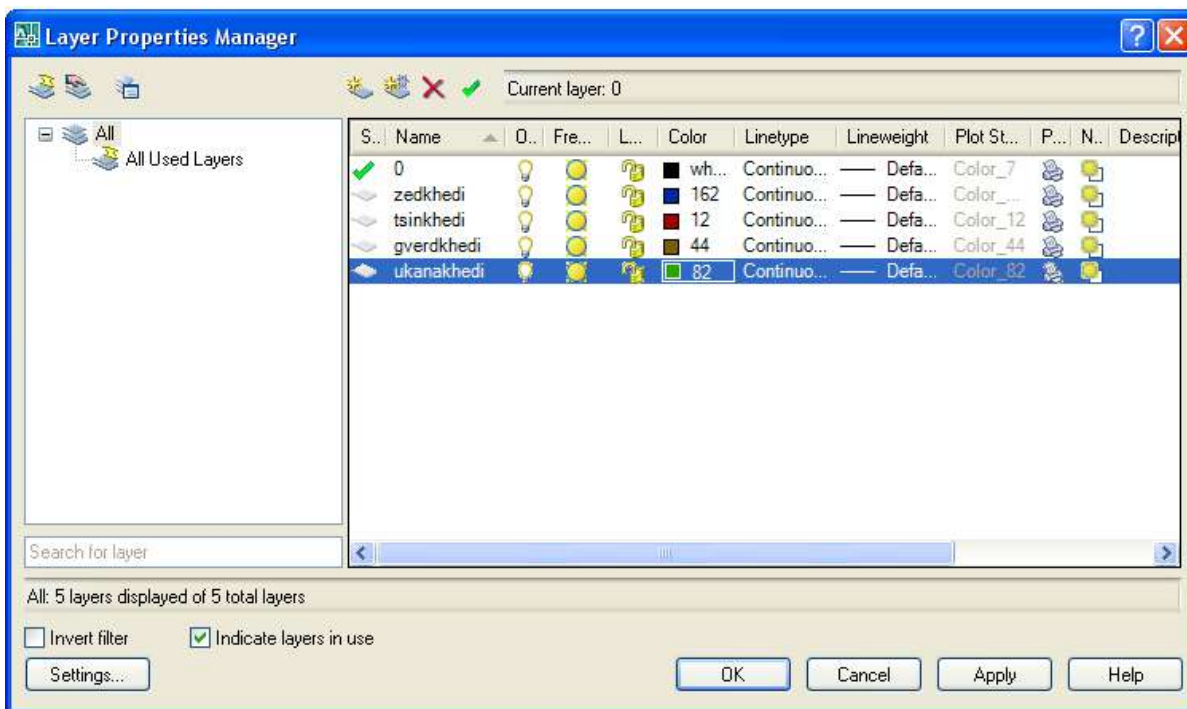 Layer Properties Manager
Current layer: 0
All
All Used Layers
S.. Name 0.. Fre... L... Color Linetype Lineweight Plot St... P... N.. Descript
0 wh... Continuo... Defa... Color_7
zedkhedi 162 Continuo... Defa... Color_...
tsinkhedi 12 Continuo... Defa... Color_12
gverdkhedi 44 Continuo... Defa... Color_44
ukanakhedi 82 Continuo... Defa... Color_82
Search for layer
All: 5 layers displayed of 5 total layers
Invert filter Indicate layers in use
Settings... OK Cancel Apply Help